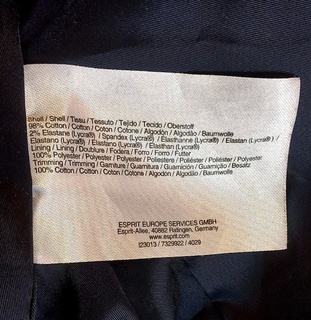 Shell / Shell / Tissu / Tessuto / Tejido / Tecido / Oberstoff
98% Cotton / Cotton / Coton / Cotone / Algodón / Algodão / Baumwolle
2% Elastane (Lycra®) / Spandex (Lycra®) / Élasthanne (Lycra®) / Elastan (Lycra® ) /
Elastano (Lycra®) / Elastano (Lycra®) / Elasthan (Lycra®)
Lining / Lining / Doublure / Fodera / Forro / Forro / Futter
100% Polyester / Polyester / Polyester / Poliestere / Poliéster / Poliéster / Polyester
Trimming / Trimming / Garniture / Guarnitura / Guarnición / Guarnição / Besatz
100% Cotton / Cotton / Coton / Cotone / Algodón / Algodão / Baumwolle
ESPRIT EUROPE SERVICES GMBH
Esprit-Allee, 40882 Ratingen, Germany
www.esprit.com
I23013 / 7329922 / 4029